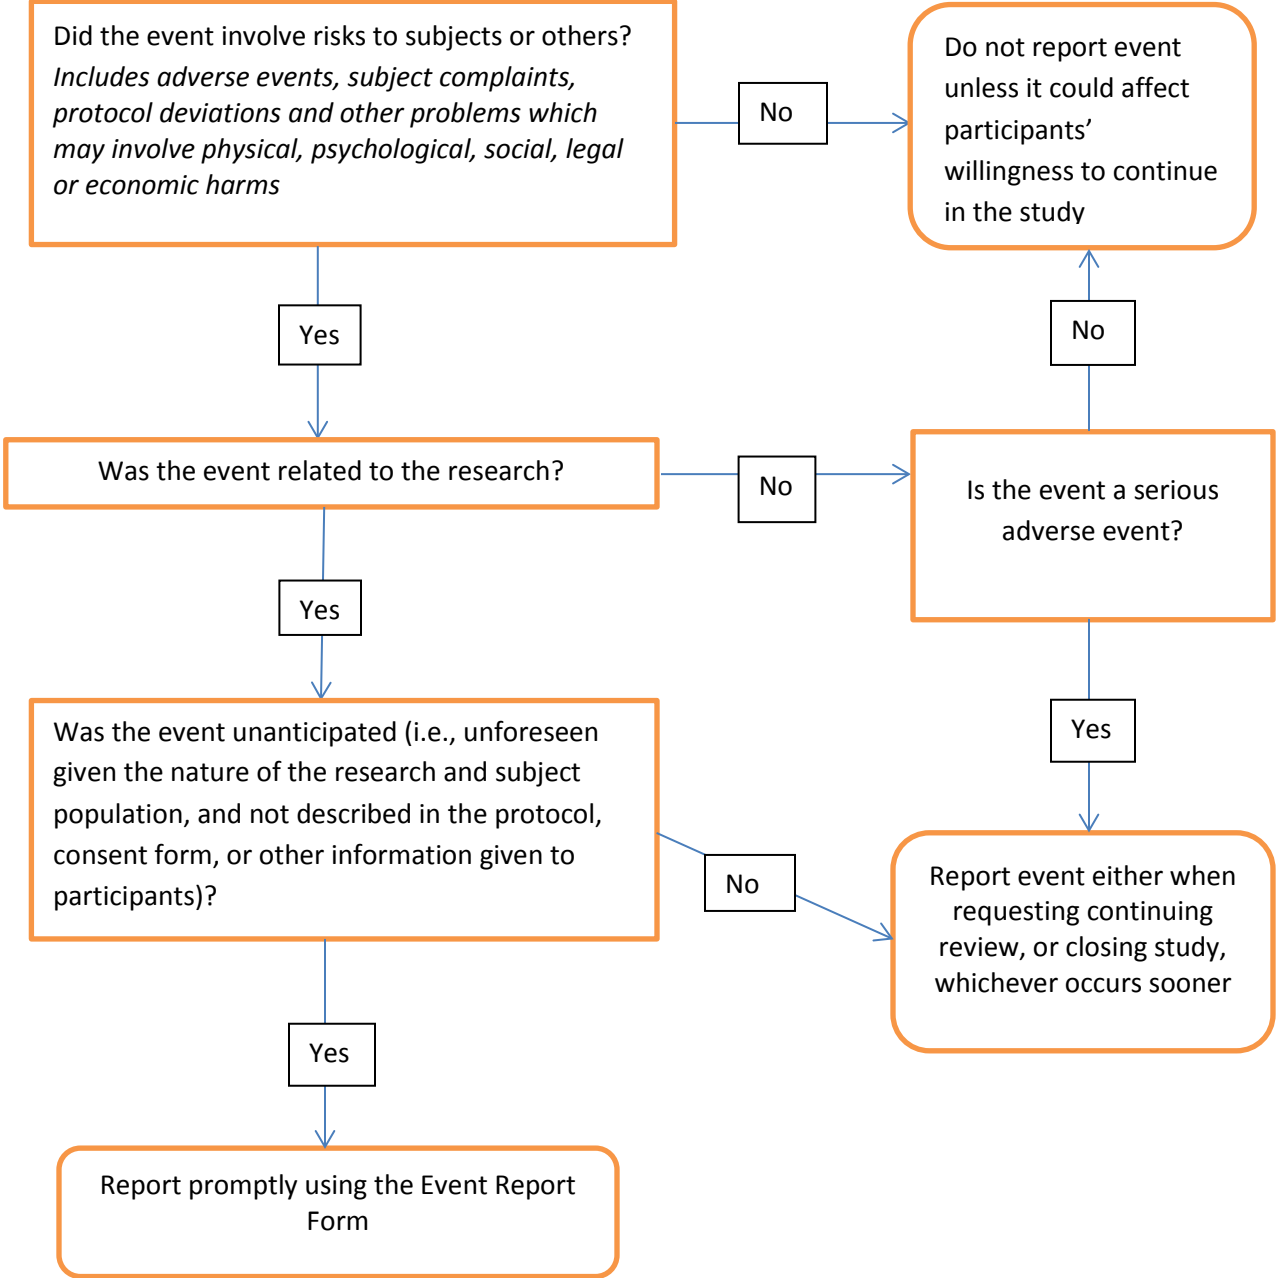 Did the event involve risks to subjects or others?
Includes adverse events, subject complaints,
protocol deviations and other problems which
may involve physical, psychological, social, legal
or economic harms
No
Do not report event
unless it could affect
participants’
willingness to continue
in the study
Yes
No
Was the event related to the research?
No
Is the event a serious
adverse event?
Yes
Yes
Was the event unanticipated (i.e., unforeseen
given the nature of the research and subject
population, and not described in the protocol,
consent form, or other information given to
participants)?
No
Report event either when
requesting continuing
review, or closing study,
whichever occurs sooner
Yes
Report promptly using the Event Report
Form